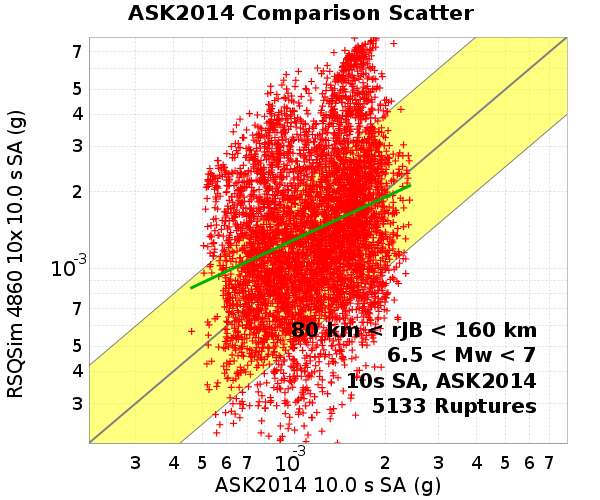 ASK2014 Comparison Scatter
RSQSim 4860 10x 10.0 s SA (g)
7
5
4
3
2
10-3
7
5
4
3
80 km < rJB < 160 km
6.5 < Mw < 7
10s SA, ASK2014
5133 Ruptures
3 4 5 6 7 10-3 2 3 4 5 6 7
ASK2014 10.0 s SA (g)